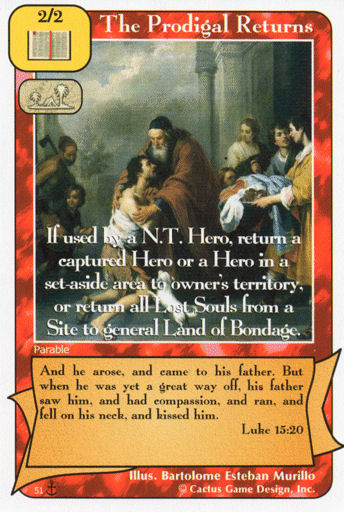 2/2
The Prodigal Returns
If used by a N.T. Hero, return a
captured Hero or a Hero in a
set-aside area to owner's territory,
or return all Lost Souls from a
Site to general Land of Bondage.
Parable
And he arose, and came to his father. But
when he was yet a great way off, his father
saw him, and had compassion, and ran, and
fell on his neck, and kissed him.
Luke 15:20
Illus. Bartolome Esteban Murillo
51 © Cactus Game Design, Inc.